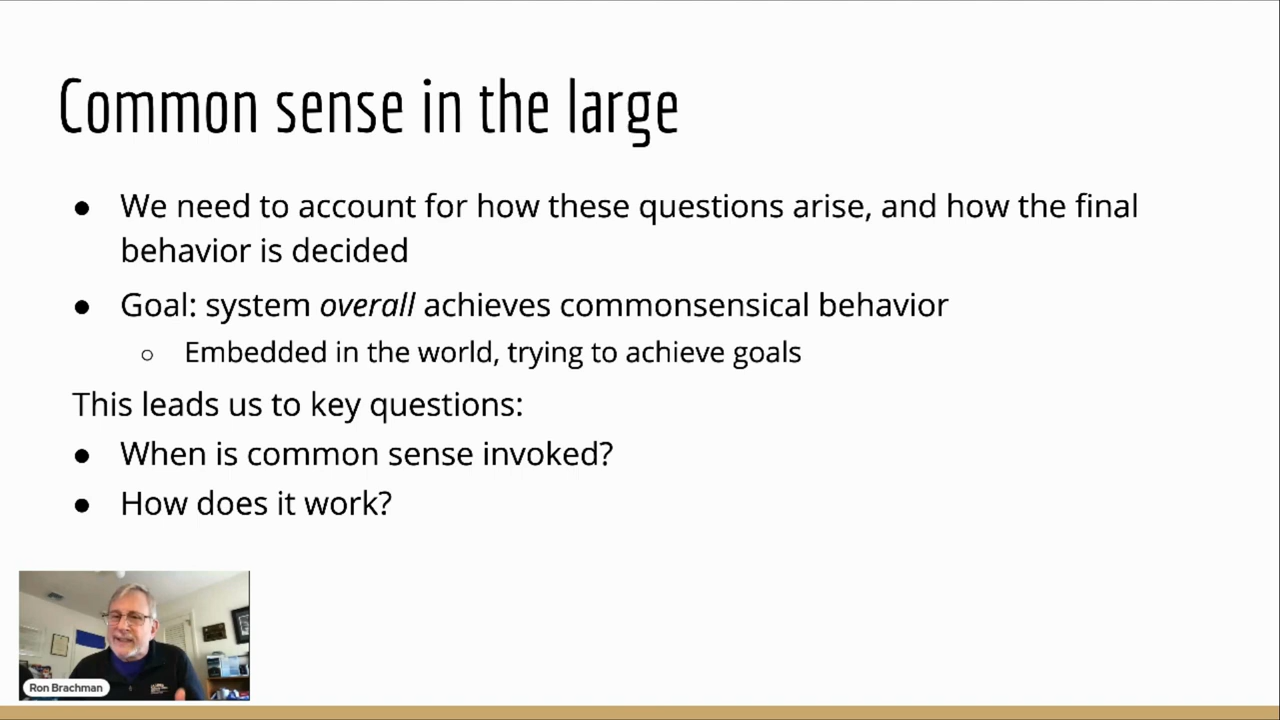 Common sense in the large
● We need to account for how these questions arise, and how the final
behavior is decided
● Goal: system overall achieves commonsensical behavior
○ Embedded in the world, trying to achieve goals
This leads us to key questions:
● When is common sense invoked?
● How does it work?
Ron Brachman